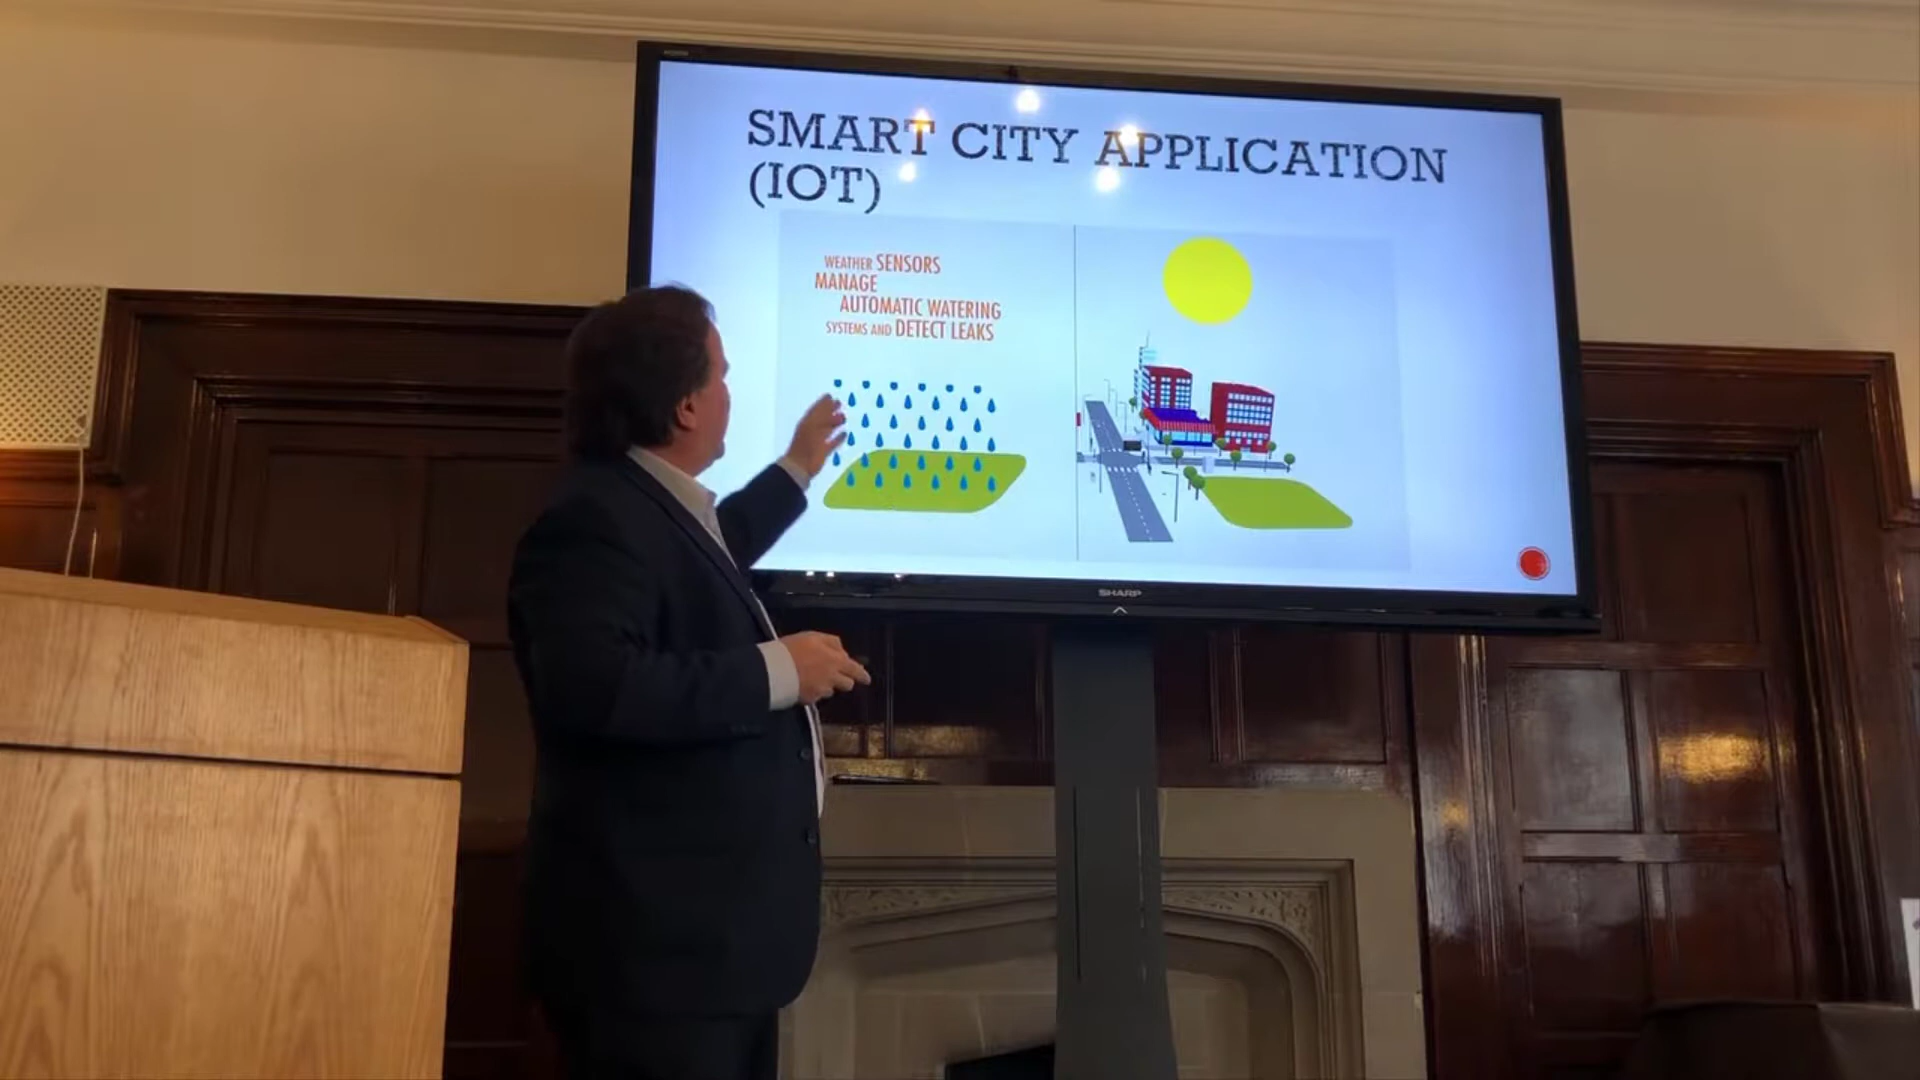 SMART CITY APPLICATION
(IOT)
WEATHER SENSORS
MANAGE
AUTOMATIC WATERING
SYSTEMS AND DETECT LEAKS
SHARP